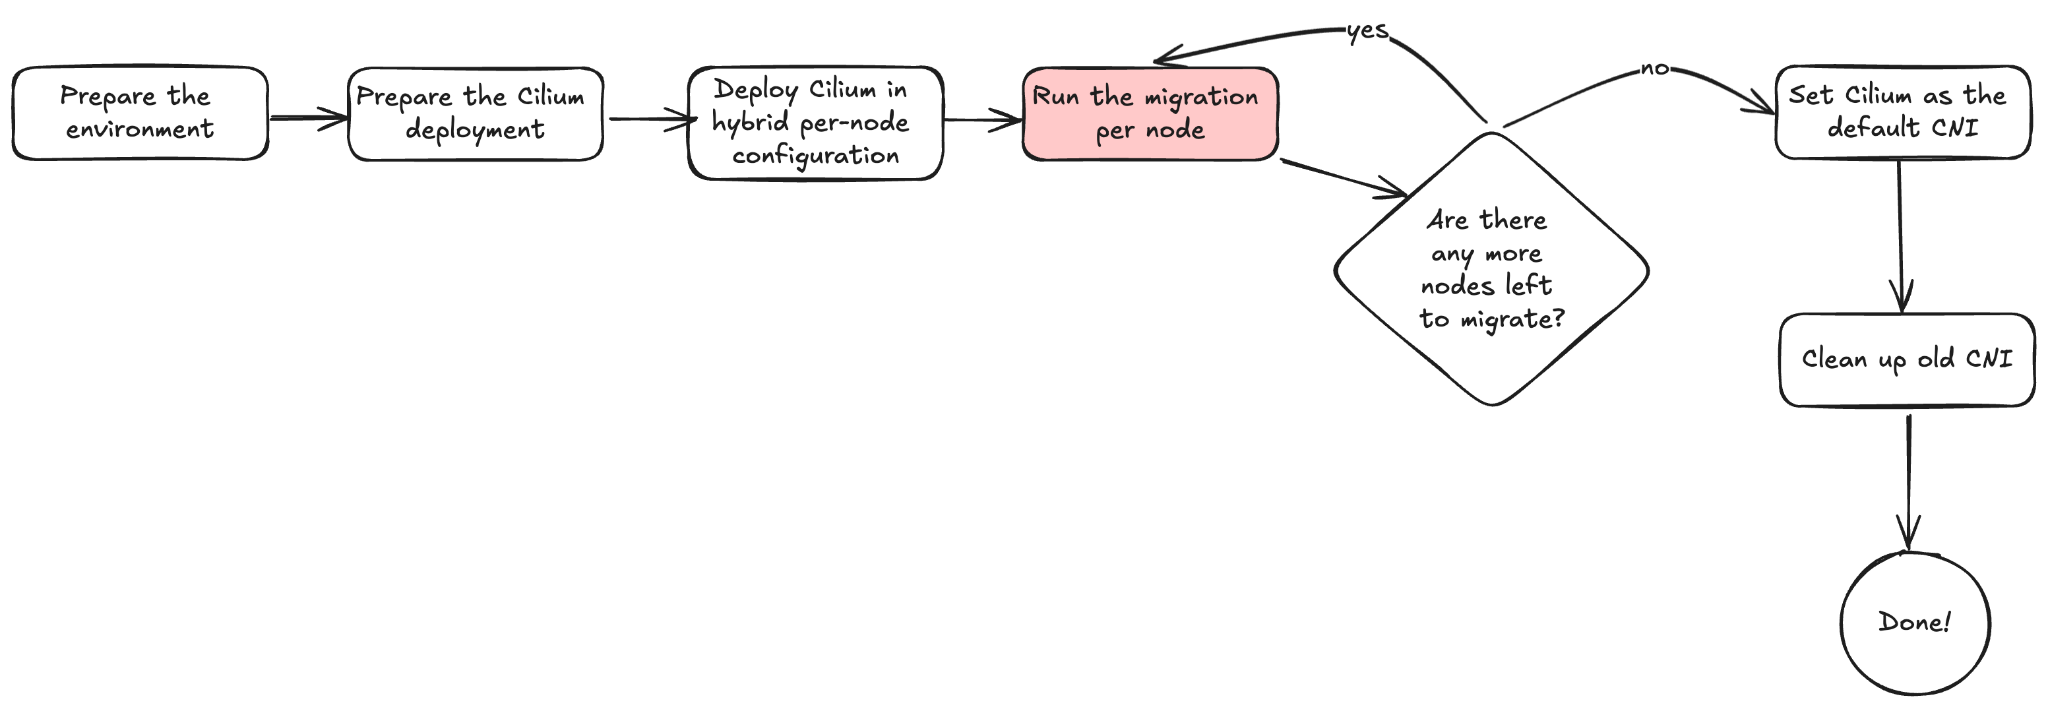 Prepare the
environment
Prepare the Cilium
deployment
Deploy Cilium in
hybrid per-node
configuration
Run the migration
per node
yes
Are there
any more
nodes left
to migrate?
no
Set Cilium as the
default CNI
Clean up old CNI
Done!